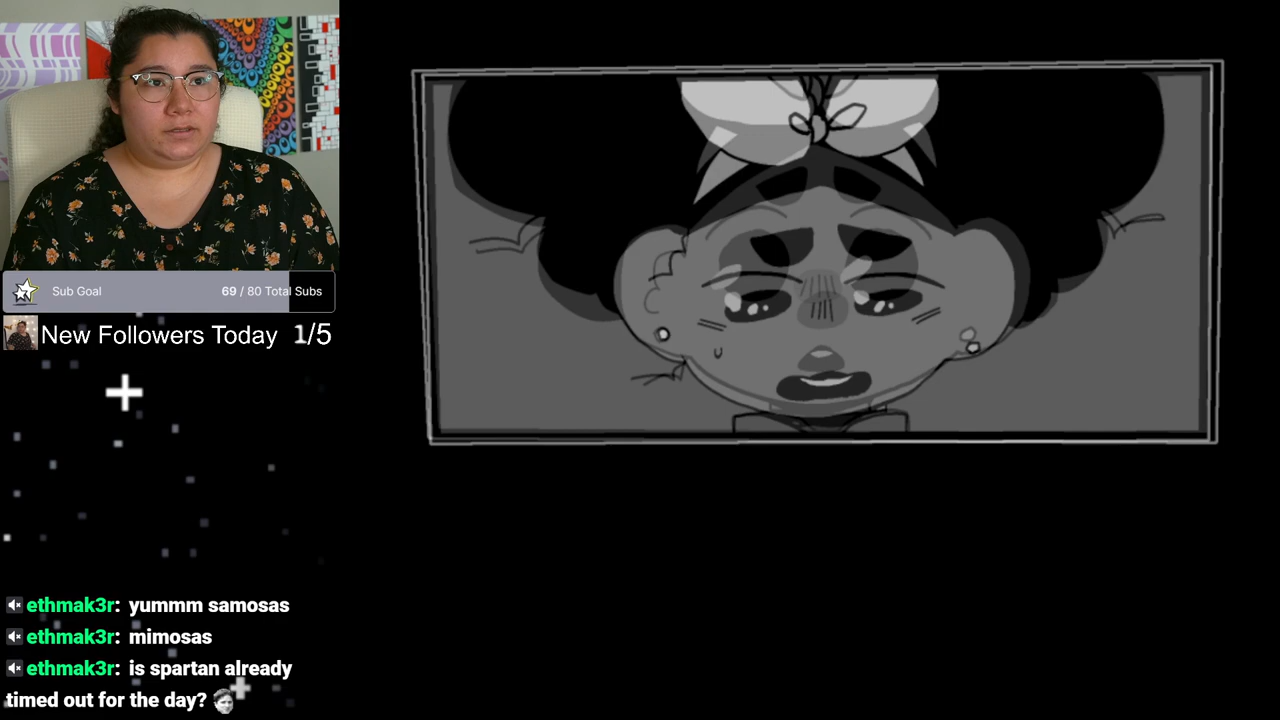 Sub Goal 69 / 80 Total Subs
New Followers Today 1/5
ethmak3r: yummm samosas
ethmak3r: mimosas
ethmak3r: is spartan already
timed out for the day?